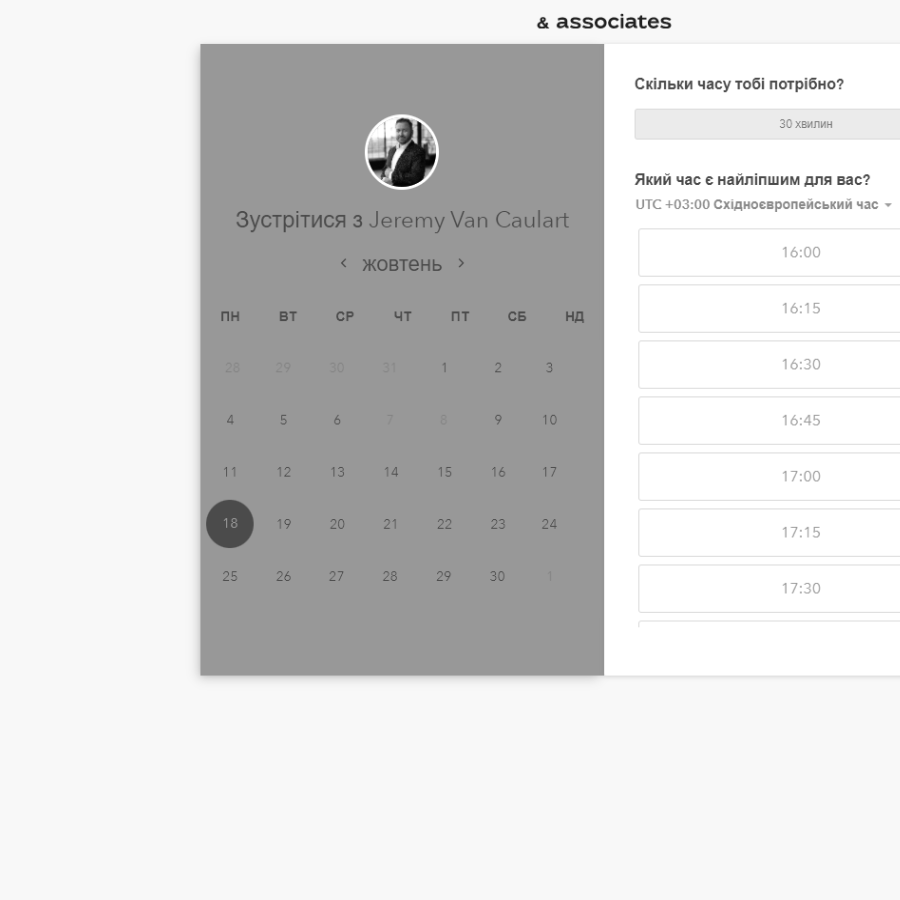 & associates
Зустрітися з Jeremy Van Caulart
жовтень
ПН ВТ СР ЧТ ПТ СБ НД
28 29 30 31 1 2 3
4 5 6 7 8 9 10
11 12 13 14 15 16 17
18 19 20 21 22 23 24
25 26 27 28 29 30 1
Скільки часу тобі потрібно?
30 хвилин
Який час є найліпшим для вас?
UTC +03:00 Східноєвропейський час
16:00
16:15
16:30
16:45
17:00
17:15
17:30